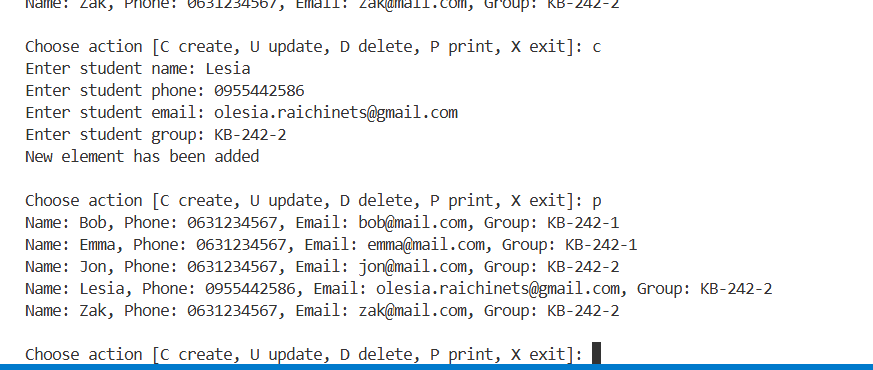 Name: Zak, Phone: 0631234567, Email: zak@mail.com, Group: KB-242-2
Choose action [C create, U update, D delete, P print, X exit]: c
Enter student name: Lesia
Enter student phone: 0955442586
Enter student email: olesia.raichinets@gmail.com
Enter student group: KB-242-2
New element has been added
Choose action [C create, U update, D delete, P print, X exit]: p
Name: Bob, Phone: 0631234567, Email: bob@mail.com, Group: KB-242-1
Name: Emma, Phone: 0631234567, Email: emma@mail.com, Group: KB-242-1
Name: Jon, Phone: 0631234567, Email: jon@mail.com, Group: KB-242-2
Name: Lesia, Phone: 0955442586, Email: olesia.raichinets@gmail.com, Group: KB-242-2
Name: Zak, Phone: 0631234567, Email: zak@mail.com, Group: KB-242-2
Choose action [C create, U update, D delete, P print, X exit]: